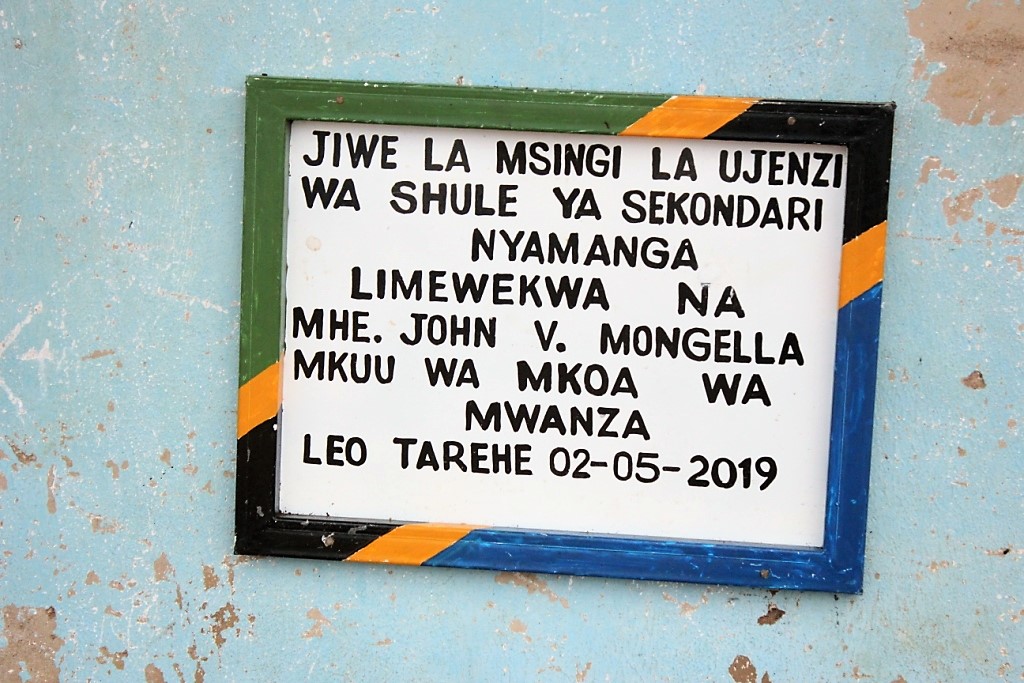 JIWE LA MSINGI LA UJENZI
WA SHULE YA SEKONDARI
NYAMANGA
LIMEWEKWA NA
MHE. JOHN V. MONGELLA
MKUU WA MKOA WA
MWANZA
LEO TAREHE 02-05-2019